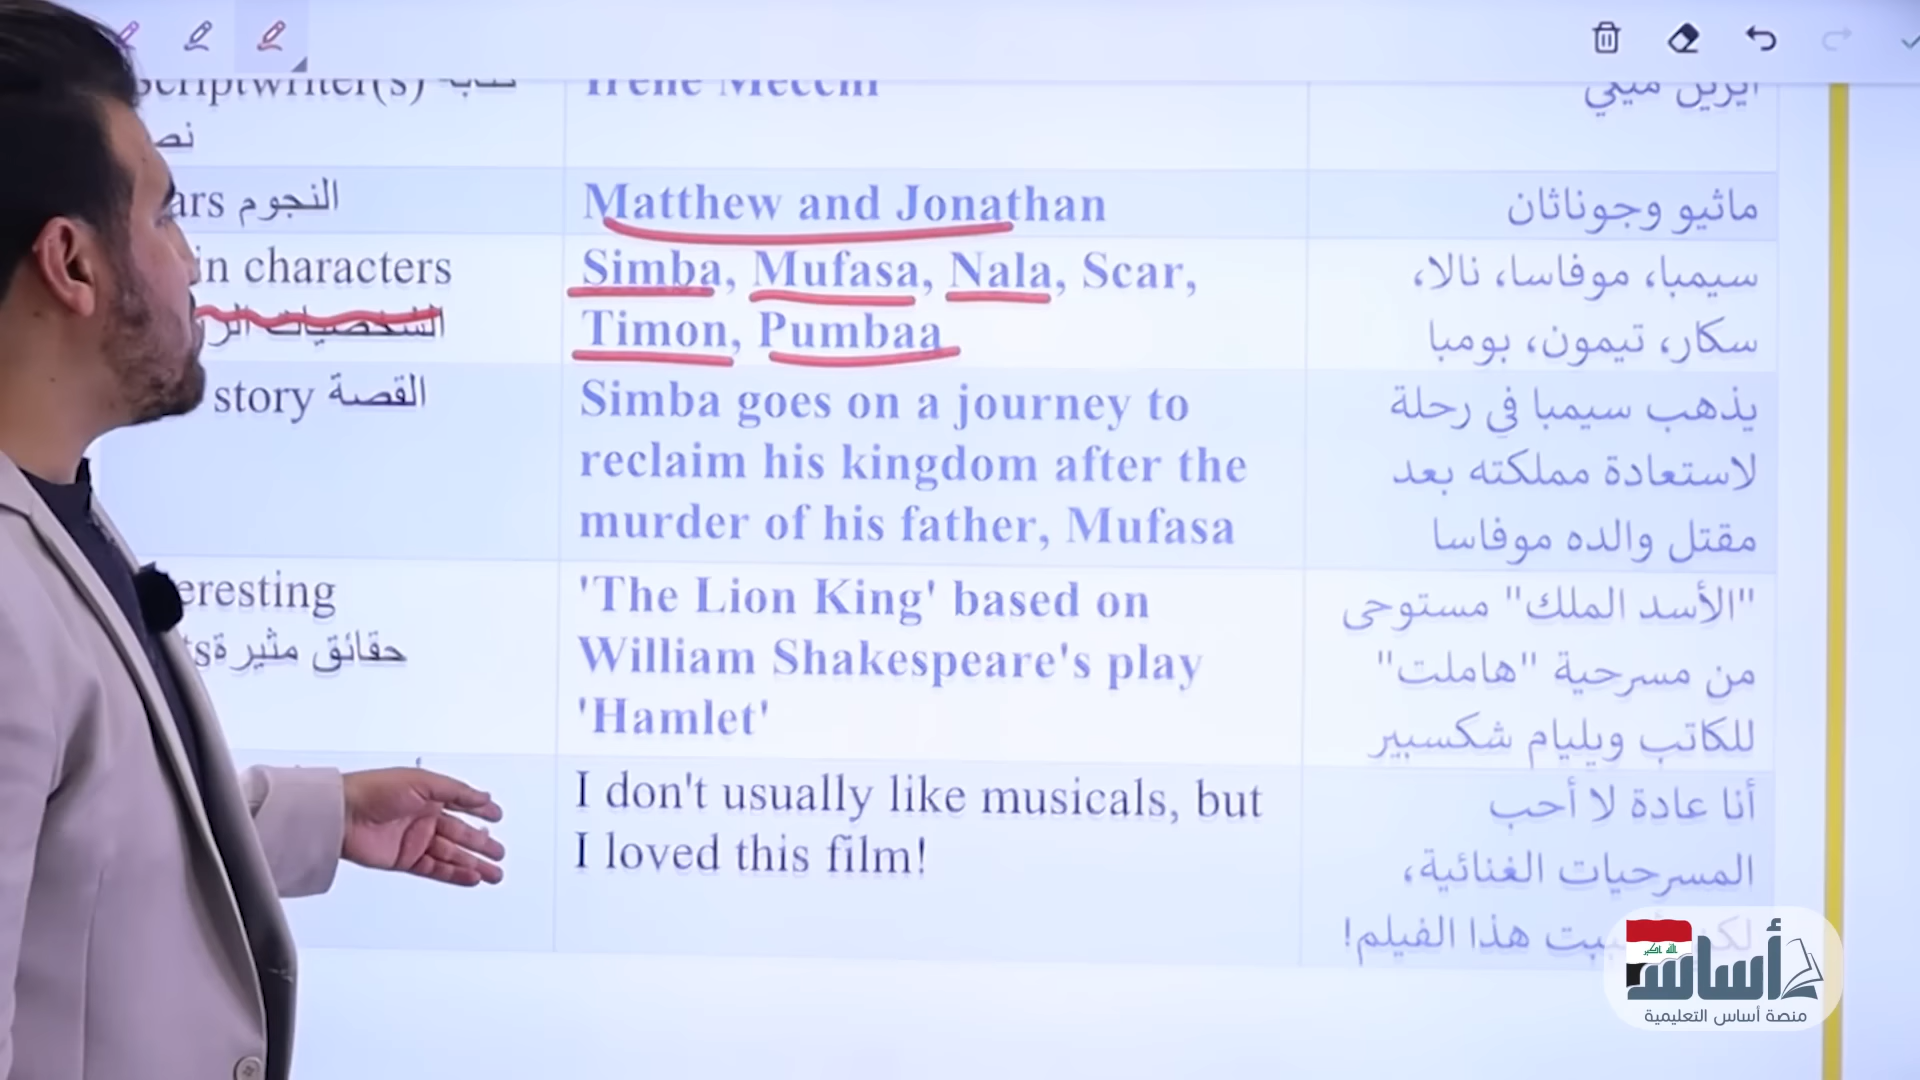 Scriptwriter(s)
Irene Mecchi
ايرين ميكي
نص
النجوم
Matthew and Jonathan
ماثيو وجوناثان
characters
Simba, Mufasa, Nala, Scar,
سيمبا، موفاسا، نالا،
الشخصيات
Timon, Pumbaa
سكار، تيمون، بومبا
story القصة
Simba goes on a journey to
يذهب سيمبا في رحلة
reclaim his kingdom after the
لاستعادة مملكته بعد
murder of his father, Mufasa
مقتل والده موفاسا
eresting
'The Lion King' based on
"الأسد الملك" مستوحى
حقائق مثيرة
William Shakespeare's play
من مسرحية "هاملت"
'Hamlet'
للكاتب ويليام شكسبير
I don't usually like musicals, but
أنا عادة لا أحب
I loved this film!
المسرحيات الغنائية،
هذا الفيلم!
أساس
منصة أساس التعليمية